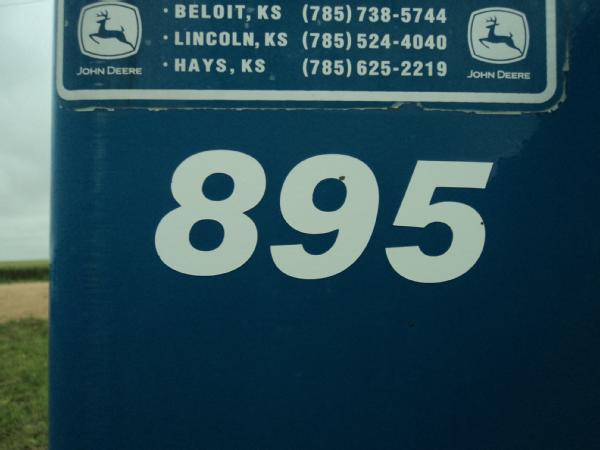 · BELOIT, KS (785) 738-5744
· LINCOLN, KS (785) 524-4040
· HAYS, KS (785) 625-2219
JOHN DEERE JOHN DEERE
895